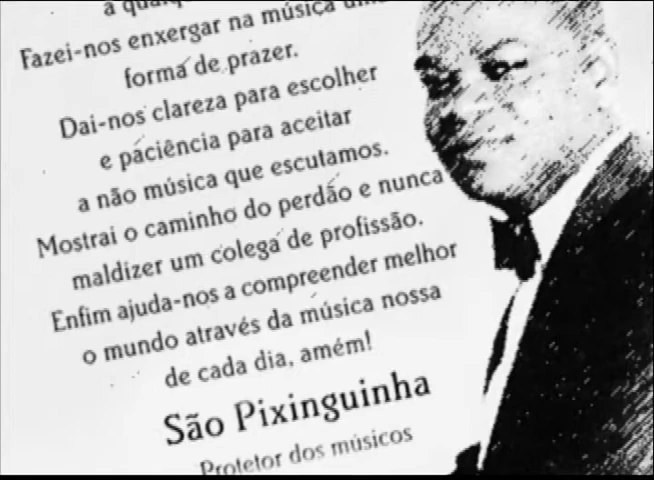 a
Fazei-nos enxergar na música uma
forma de prazer.
Dai-nos clareza para escolher
e paciência para aceitar
a não música que escutamos.
Mostrai o caminho do perdão e nunca
maldizer um colega de profissão.
Enfim ajuda-nos a compreender melhor
o mundo através da música nossa
de cada dia, amém!
São Pixinguinha
Protetor dos músicos